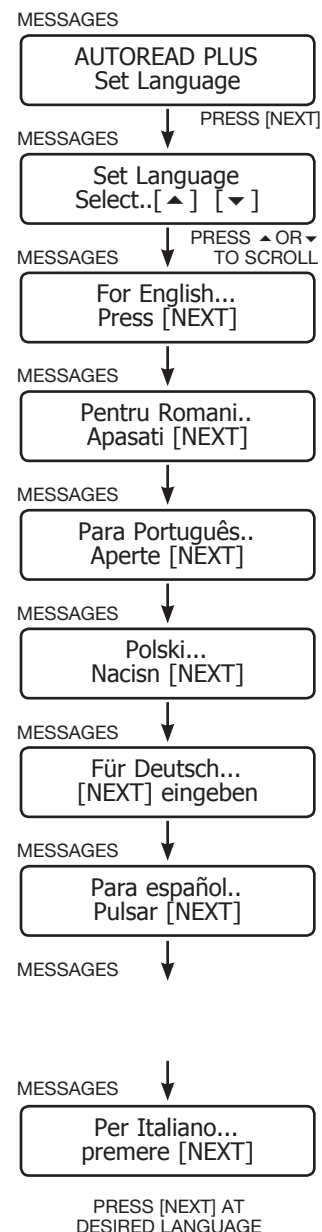 MESSAGES
AUTOREAD PLUS
Set Language
PRESS [NEXT]
MESSAGES
Set Language
Select..[▲] [▼]
PRESS ▲ OR ▼
TO SCROLL
MESSAGES
For English...
Press [NEXT]
MESSAGES
Pentru Romani..
Apasati [NEXT]
MESSAGES
Para Português..
Aperte [NEXT]
MESSAGES
Polski...
Nacisn [NEXT]
MESSAGES
Für Deutsch...
[NEXT] eingeben
MESSAGES
Para español..
Pulsar [NEXT]
MESSAGES
MESSAGES
Per Italiano...
premere [NEXT]
PRESS [NEXT] AT
DESIRED LANGUAGE